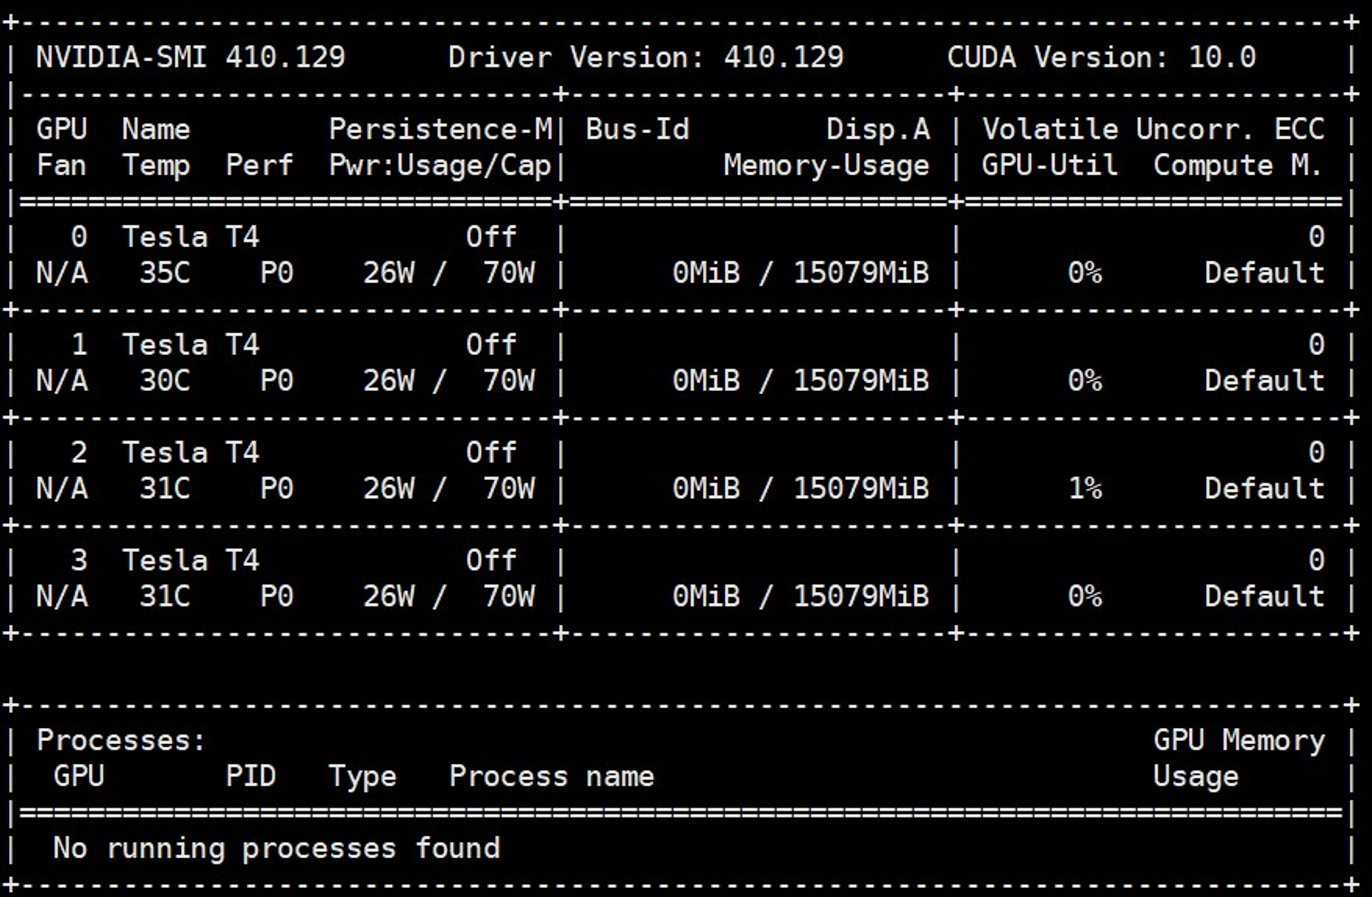 +-----------------------------------------------------------------------------+
| NVIDIA-SMI 410.129      Driver Version: 410.129      CUDA Version: 10.0     |
|-------------------------------+----------------------+----------------------+
| GPU  Name        Persistence-M| Bus-Id        Disp.A | Volatile Uncorr. ECC |
| Fan  Temp  Perf  Pwr:Usage/Cap|         Memory-Usage | GPU-Util  Compute M. |
|===============================+======================+======================|
|   0  Tesla T4            Off  |                      |                    0 |
| N/A   35C    P0    26W /  70W |      0MiB / 15079MiB |      0%      Default |
+-------------------------------+----------------------+----------------------+
|   1  Tesla T4            Off  |                      |                    0 |
| N/A   30C    P0    26W /  70W |      0MiB / 15079MiB |      0%      Default |
+-------------------------------+----------------------+----------------------+
|   2  Tesla T4            Off  |                      |                    0 |
| N/A   31C    P0    26W /  70W |      0MiB / 15079MiB |      1%      Default |
+-------------------------------+----------------------+----------------------+
|   3  Tesla T4            Off  |                      |                    0 |
| N/A   31C    P0    26W /  70W |      0MiB / 15079MiB |      0%      Default |
+-------------------------------+----------------------+----------------------+

+-----------------------------------------------------------------------------+
| Processes:                                                       GPU Memory |
|  GPU       PID   Type   Process name                             Usage      |
|=============================================================================|
|  No running processes found                                                 |
+-----------------------------------------------------------------------------+